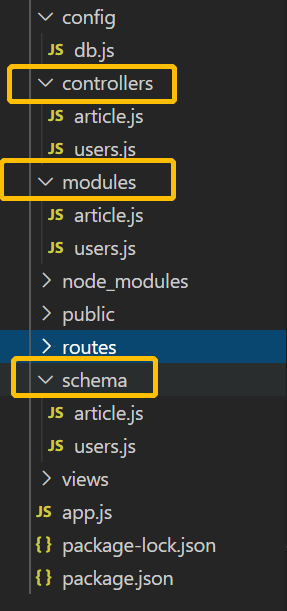 config
JS db.js
controllers
JS article.js
JS users.js
modules
JS article.js
JS users.js
node_modules
public
routes
schema
JS article.js
JS users.js
views
JS app.js
{} package-lock.json
{} package.json